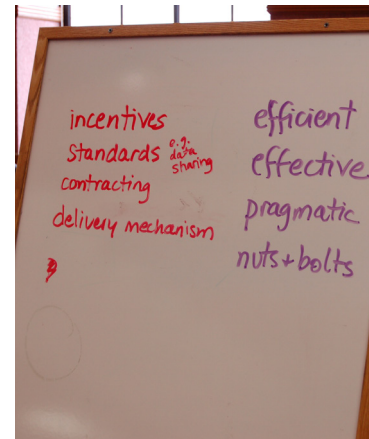 incentives
standards e.g. data sharing
contracting
delivery mechanism
efficient
effective
pragmatic
nuts + bolts